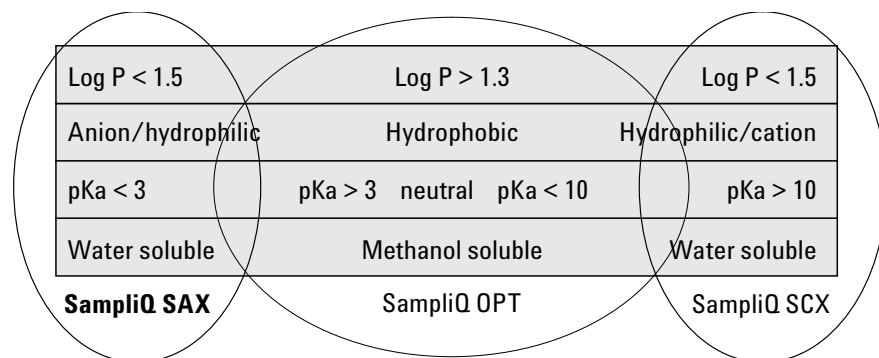 Log P < 1.5 Log P > 1.3 Log P < 1.5
Anion/hydrophilic Hydrophobic Hydrophilic/cation
pKa < 3 pKa > 3 neutral pKa < 10 pKa > 10
Water soluble Methanol soluble Water soluble
SampliQ SAX SampliQ OPT SampliQ SCX